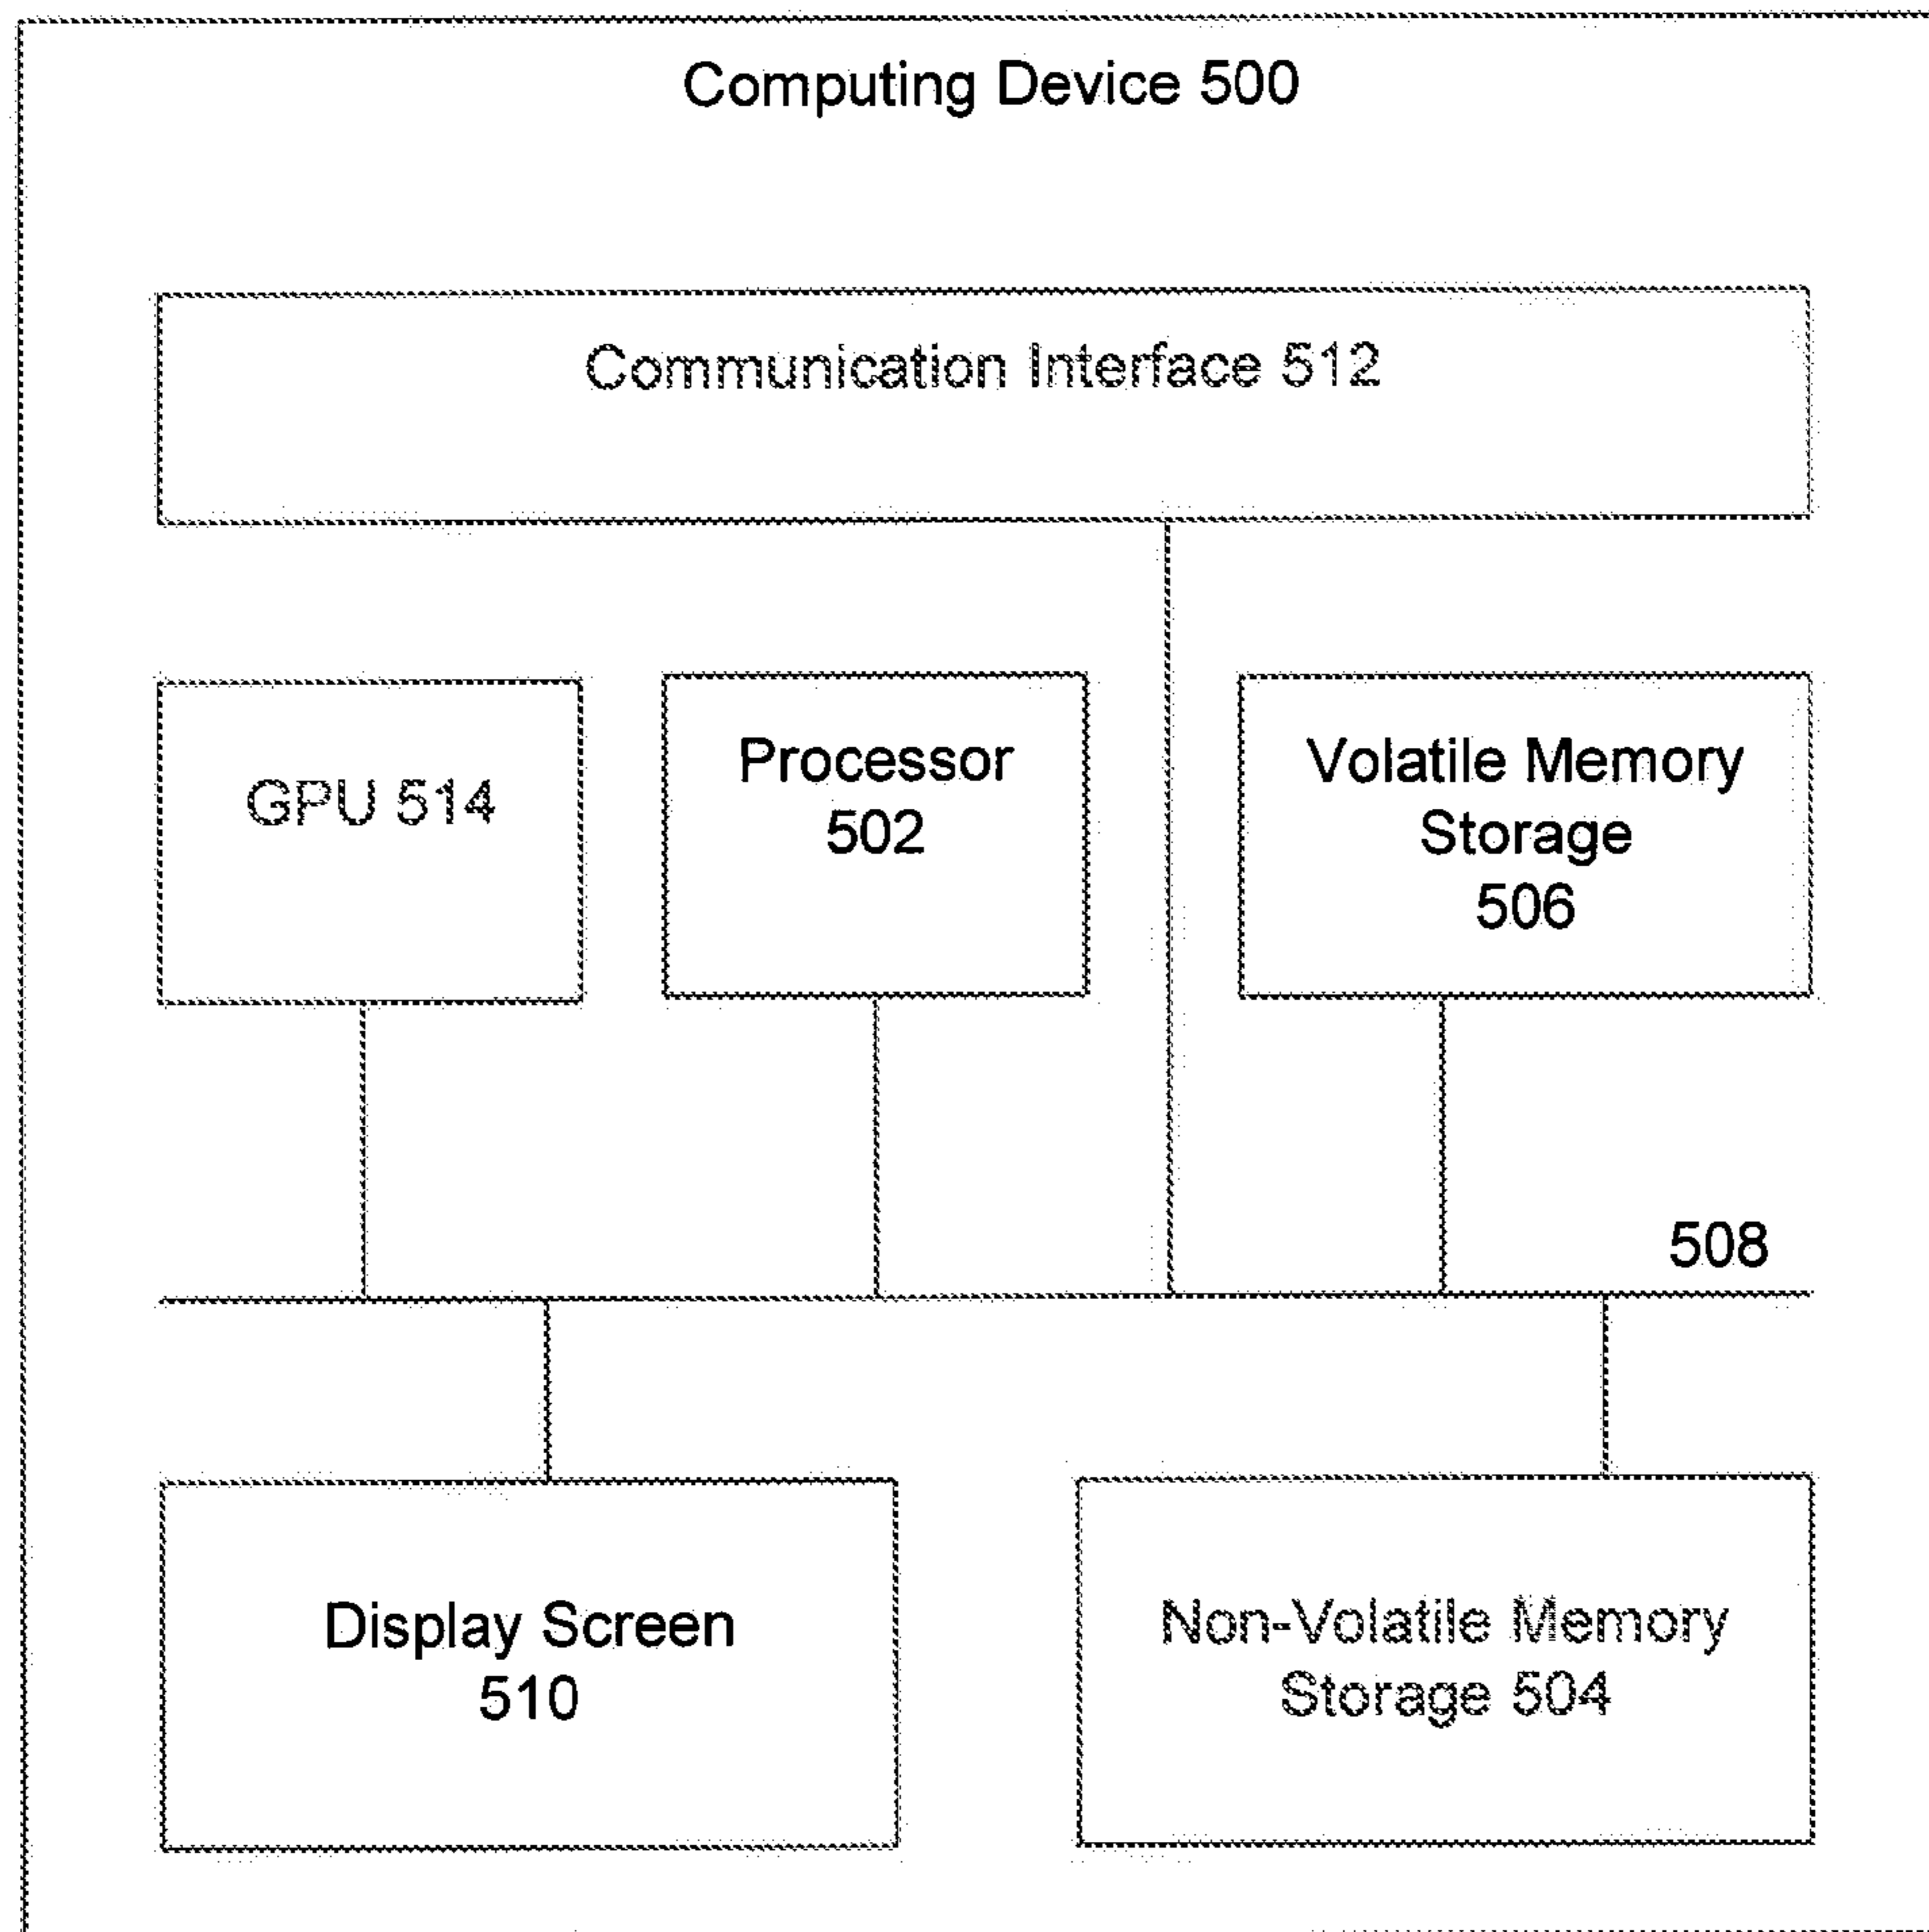 Computing Device 500
Communication Interface 512
GPU 514
Processor
502
Volatile Memory
Storage
506
508
Display Screen
510
Non-Volatile Memory
Storage 504